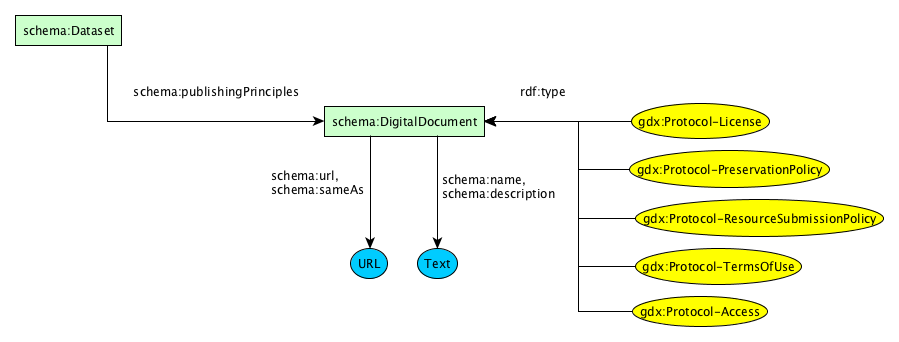 schema:Dataset
schema:publishingPrinciples
rdf:type
schema:DigitalDocument
gdx:Protocol-License
schema:url,
schema:sameAs
schema:name,
schema:description
gdx:Protocol-PreservationPolicy
gdx:Protocol-ResourceSubmissionPolicy
URL
Text
gdx:Protocol-TermsOfUse
gdx:Protocol-Access